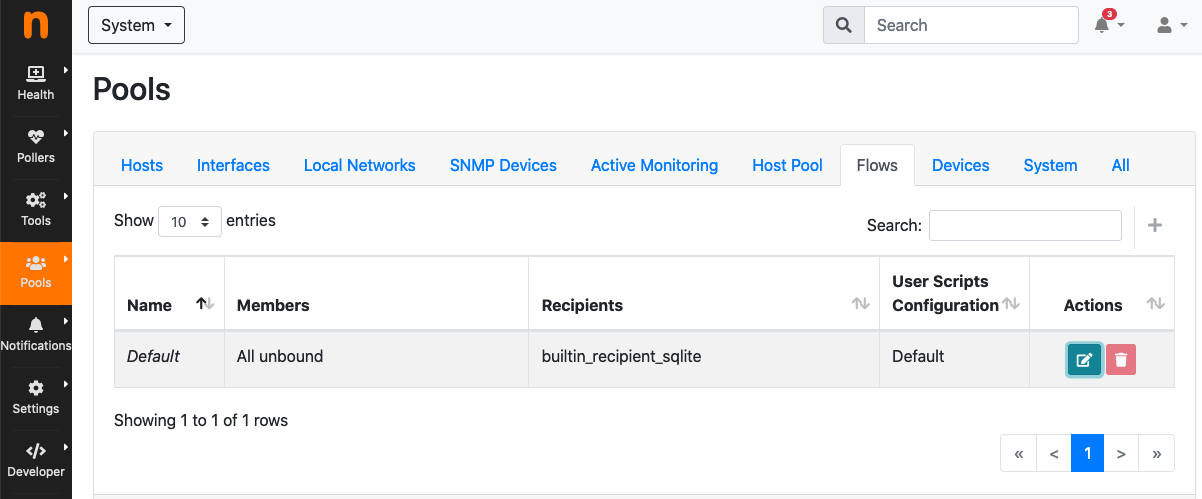 n
System
Search
3
Health
Pollers
Tools
Pools
Notifications
Settings
Developer
Pools
Hosts Interfaces Local Networks SNMP Devices Active Monitoring Host Pool Flows Devices System All
Show 10 entries
Search:
+
Name Members Recipients User Scripts Configuration Actions
Default All unbound builtin_recipient_sqlite Default
Showing 1 to 1 of 1 rows
« < 1 > »